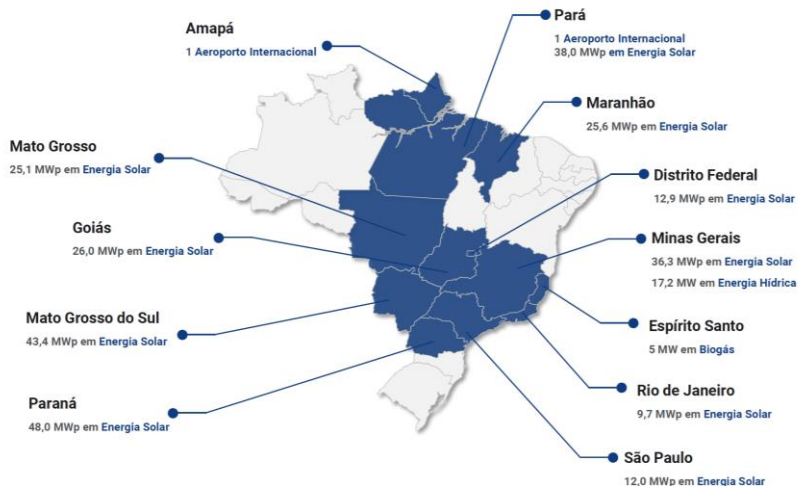 Amapá
1 Aeroporto Internacional
Pará
1 Aeroporto Internacional
38,0 MWp em Energia Solar
Maranhão
25,6 MWp em Energia Solar
Mato Grosso
25,1 MWp em Energia Solar
Distrito Federal
12,9 MWp em Energia Solar
Goiás
26,0 MWp em Energia Solar
Minas Gerais
36,3 MWp em Energia Solar
17,2 MW em Energia Hídrica
Mato Grosso do Sul
43,4 MWp em Energia Solar
Espírito Santo
5 MW em Biogás
Paraná
48,0 MWp em Energia Solar
Rio de Janeiro
9,7 MWp em Energia Solar
São Paulo
12,0 MWp em Energia Solar